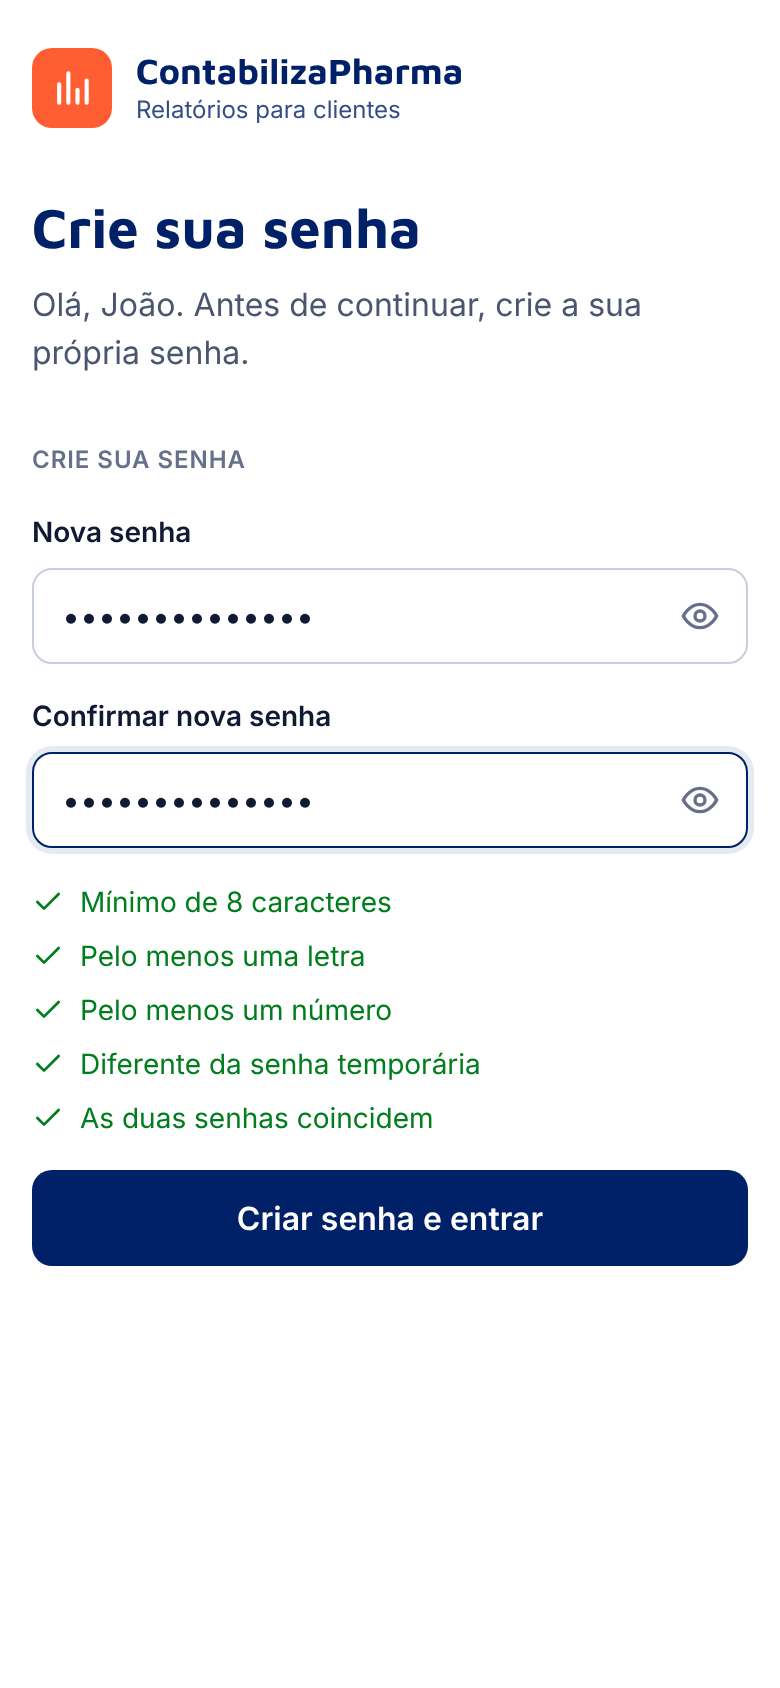 ContabilizaPharma
Relatórios para clientes
Crie sua senha
Olá, João. Antes de continuar, crie a sua
própria senha.
CRIE SUA SENHA
Nova senha
••••••••••••••
Confirmar nova senha
••••••••••••••
Mínimo de 8 caracteres
Pelo menos uma letra
Pelo menos um número
Diferente da senha temporária
As duas senhas coincidem
Criar senha e entrar